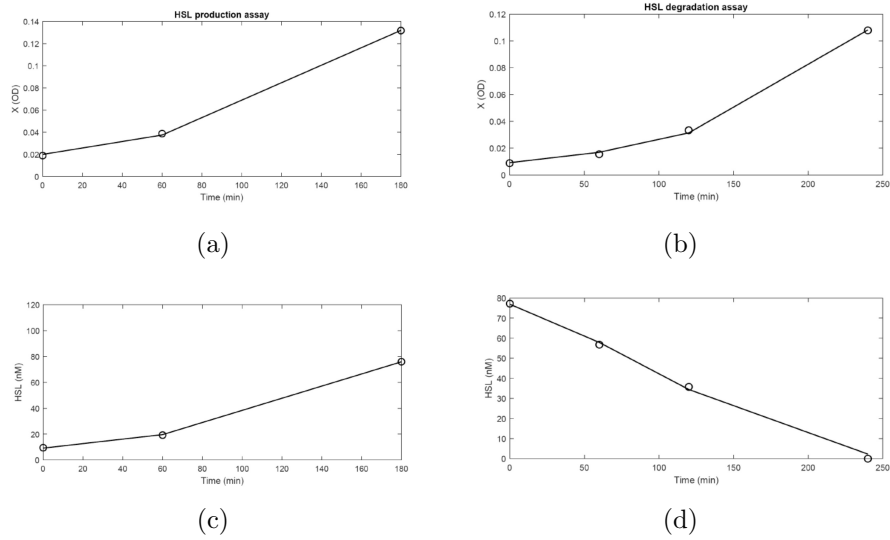 HSL production assay
0.14
0.12
0.1
0.08
0.06
0.04
0.02
0
X (OD)
0 20 40 60 80 100 120 140 160 180
Time (min)
(a)
HSL degradation assay
0.12
0.1
0.08
0.06
0.04
0.02
0
X (OD)
0 50 100 150 200 250
Time (min)
(b)
120
100
80
60
40
20
0
HSL (nM)
0 20 40 60 80 100 120 140 160 180
Time (min)
(c)
80
70
60
50
40
30
20
10
0
HSL (nM)
0 50 100 150 200 250
Time (min)
(d)